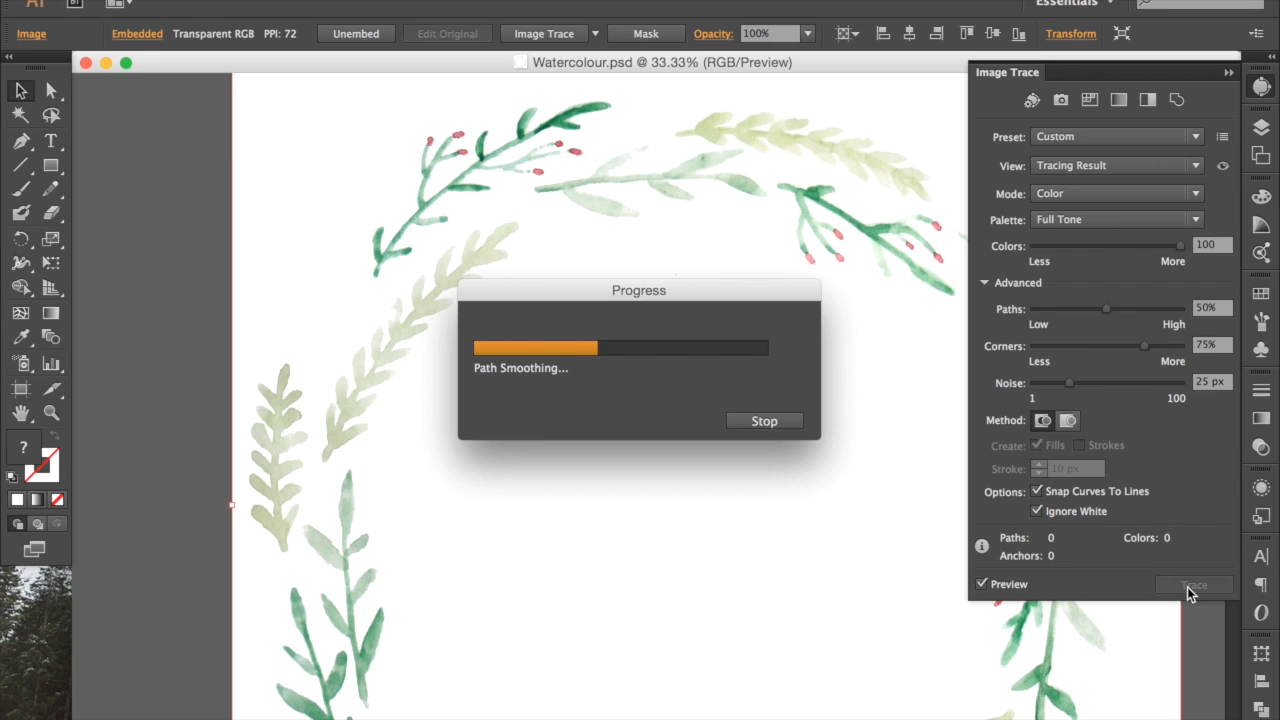 Ai Br Essentials
Image Embedded Transparent RGB PPI: 72 Unembed Edit Original Image Trace Mask Opacity: 100% Transform
Watercolour.psd @ 33.33% (RGB/Preview)
Image Trace
Preset: Custom
View: Tracing Result
Mode: Color
Palette: Full Tone
Colors: 100
Less More
Advanced
Paths: 50%
Low High
Corners: 75%
Less More
Noise: 25 px
1 100
Method:
Create: Fills Strokes
Stroke: 10 px
Options: Snap Curves To Lines
Ignore White
Paths: 0 Colors: 0
Anchors: 0
Preview Trace
Progress
Path Smoothing...
Stop
?